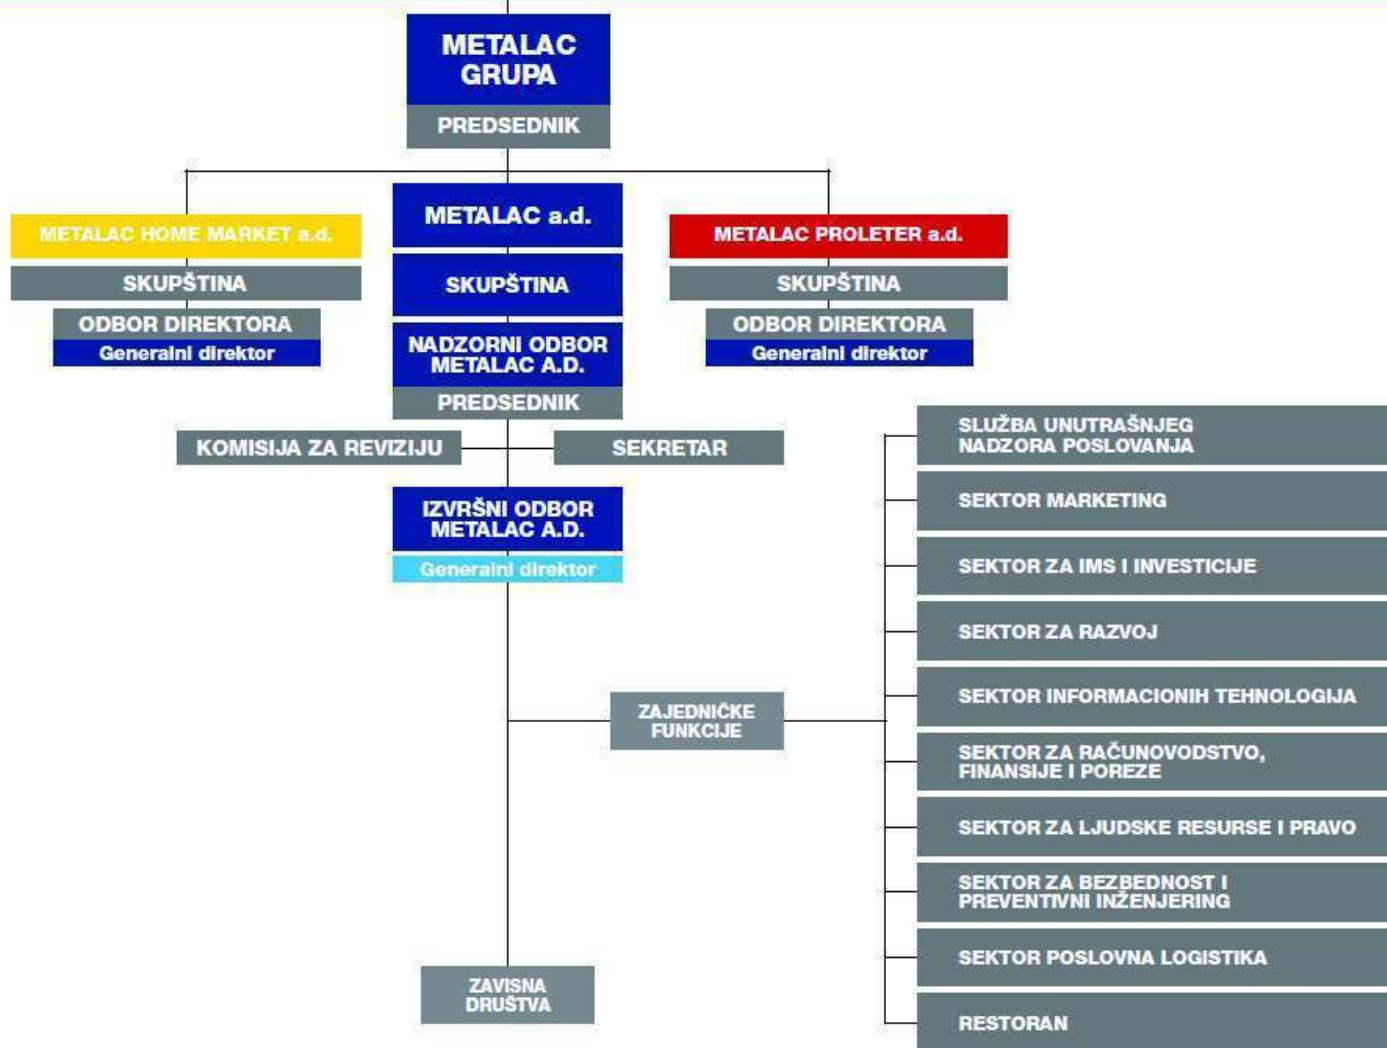 METALAC
GRUPA
PREDSEDNIK
METALAC HOME MARKET a.d.
SKUPŠTINA
ODBOR DIREKTORA
Generalni direktor
METALAC a.d.
SKUPŠTINA
NADZORNI ODBOR
METALAC A.D.
PREDSEDNIK
METALAC PROLETER a.d.
SKUPŠTINA
ODBOR DIREKTORA
Generalni direktor
KOMISIJA ZA REVIZIJU
SEKRETAR
IZVRŠNI ODBOR
METALAC A.D.
Generalni direktor
ZAJEDNIČKE
FUNKCIJE
SLUŽBA UNUTRAŠNJEG
NADZORA POSLOVANJA
SEKTOR MARKETING
SEKTOR ZA IMS I INVESTICIJE
SEKTOR ZA RAZVOJ
SEKTOR INFORMACIONIH TEHNOLOGIJA
SEKTOR ZA RAČUNOVODSTVO,
FINANSIJE I POREZE
SEKTOR ZA LJUDSKE RESURSE I PRAVO
SEKTOR ZA BEZBEDNOST I
PREVENTIVNI INŽENJERING
SEKTOR POSLOVNA LOGISTIKA
RESTORAN
ZAVISNA
DRUŠTVA